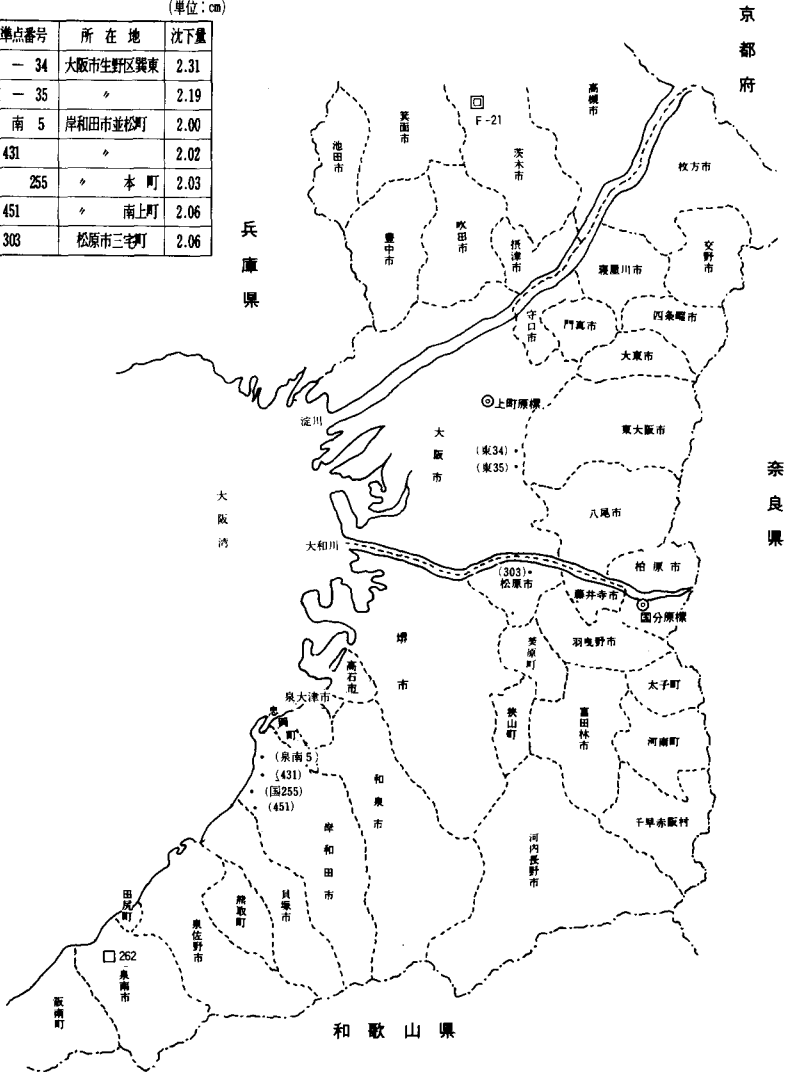 (単位:cm)
準点番号 所在地 沈下量
- 34 大阪市生野区巽東 2.31
- 35 〃 2.19
南 5 岸和田市並松町 2.00
431 〃 2.02
255 〃 本町 2.03
451 〃 南上町 2.06
303 松原市三宅町 2.06
京都府
兵庫県
奈良県
和歌山県
F-21
高槻市
箕面市
池田市
茨木市
枚方市
豊中市
吹田市
摂津市
交野市
寝屋川市
守口市
門真市
四条畷市
大東市
上町原標
淀川
大阪市
東大阪市
(東34)
(東35)
大阪湾
八尾市
大和川
柏原市
(303)
松原市
藤井寺市
国分原標
羽曳野市
堺市
美原町
高石市
太子町
泉大津市
忠岡町
狭山町
富田林市
河南町
(泉南5)
(431)
(国255)
(451)
和泉市
千早赤阪村
岸和田市
河内長野市
貝塚市
熊取町
田尻町
泉佐野市
262
泉南市
阪南町